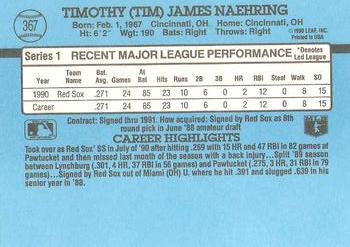 367
TIMOTHY (TIM) JAMES NAEHRING
Born: Feb. 1, 1967 Cincinnati, OH Home: Cincinnati, OH
Ht: 6'2" Wgt: 190 Bats: Right Throws: Right
© 1990 LEAF, INC.
Printed in USA
Series 1 RECENT MAJOR LEAGUE PERFORMANCE *Denotes Led League
Year Team Bat. Avg. G AB R H 2B 3B HR RBI SB W SO
1990 Red Sox .271 24 85 10 23 6 0 2 12 0 8 15
Career .271 24 85 10 23 6 0 2 12 0 8 15
Contract: Signed thru 1991. How Acquired: Signed by Red Sox as 8th
round pick in June '88 amateur draft
CAREER HIGHLIGHTS
Took over as Red Sox' SS in July of '90 after hitting .269 with 15 HR and 47 RBI in 82 games at
Pawtucket and then missed last month of the season with a back injury... Split '89 season
between Lynchburg (.301, 4 HR, 37 RBI in 56 games) and Pawtucket (.275, 3 HR, 31 RBI in 79
games)... Signed by Red Sox out of Miami (OH) U. where he hit .391 and slugged .639 in his
senior year in '88.